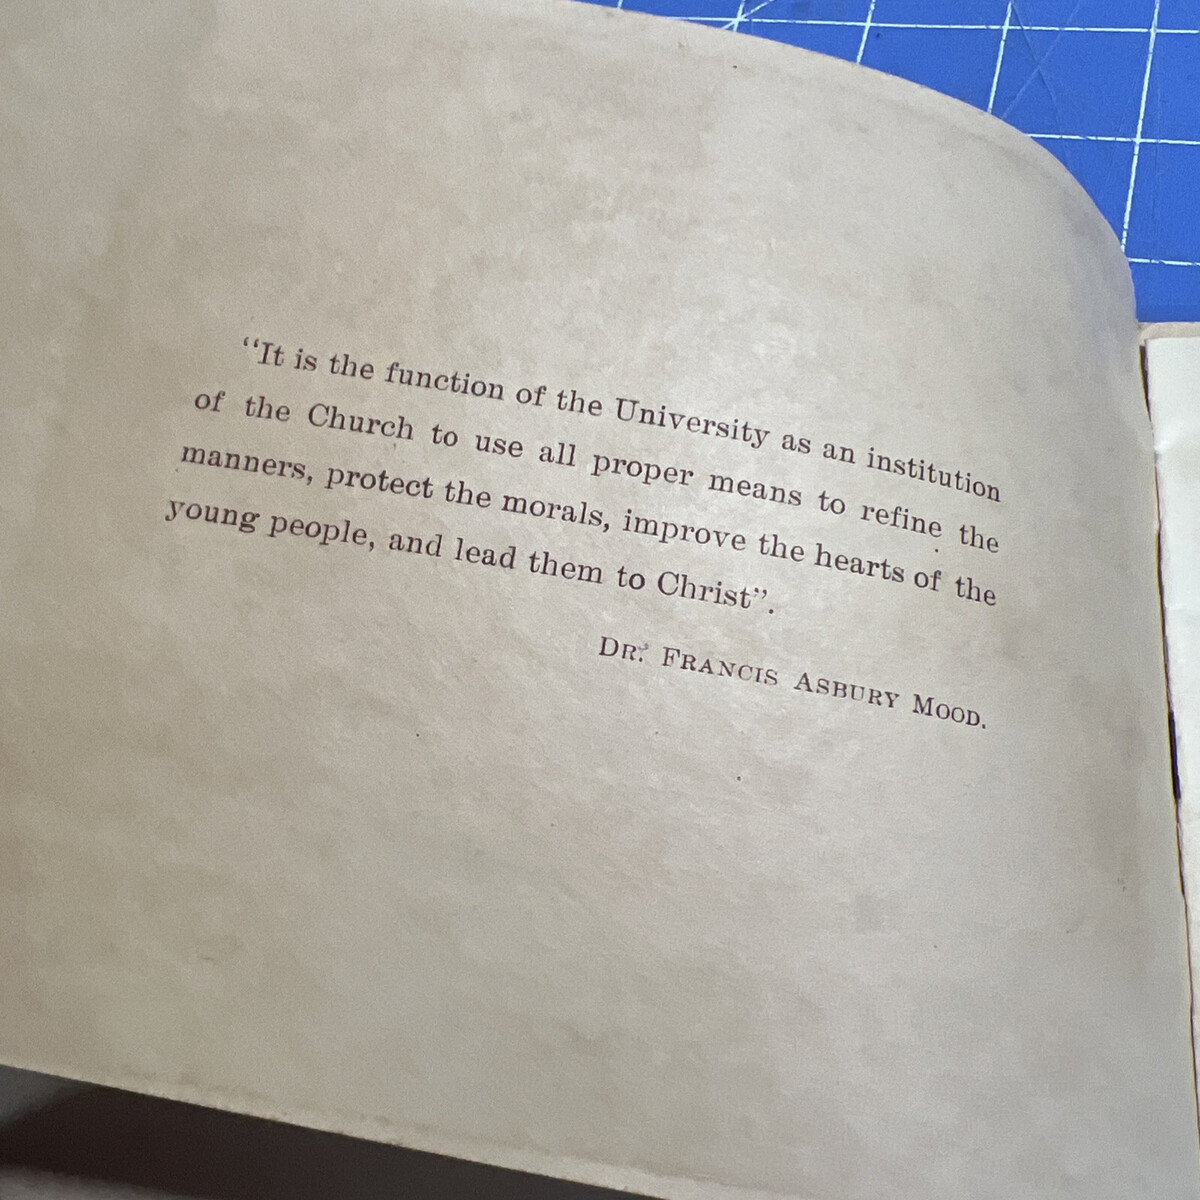 “It is the function of the University as an institution
of the Church to use all proper means to refine the
manners, protect the morals, improve the hearts of the
young people, and lead them to Christ”.
DR. FRANCIS ASBURY MOOD.